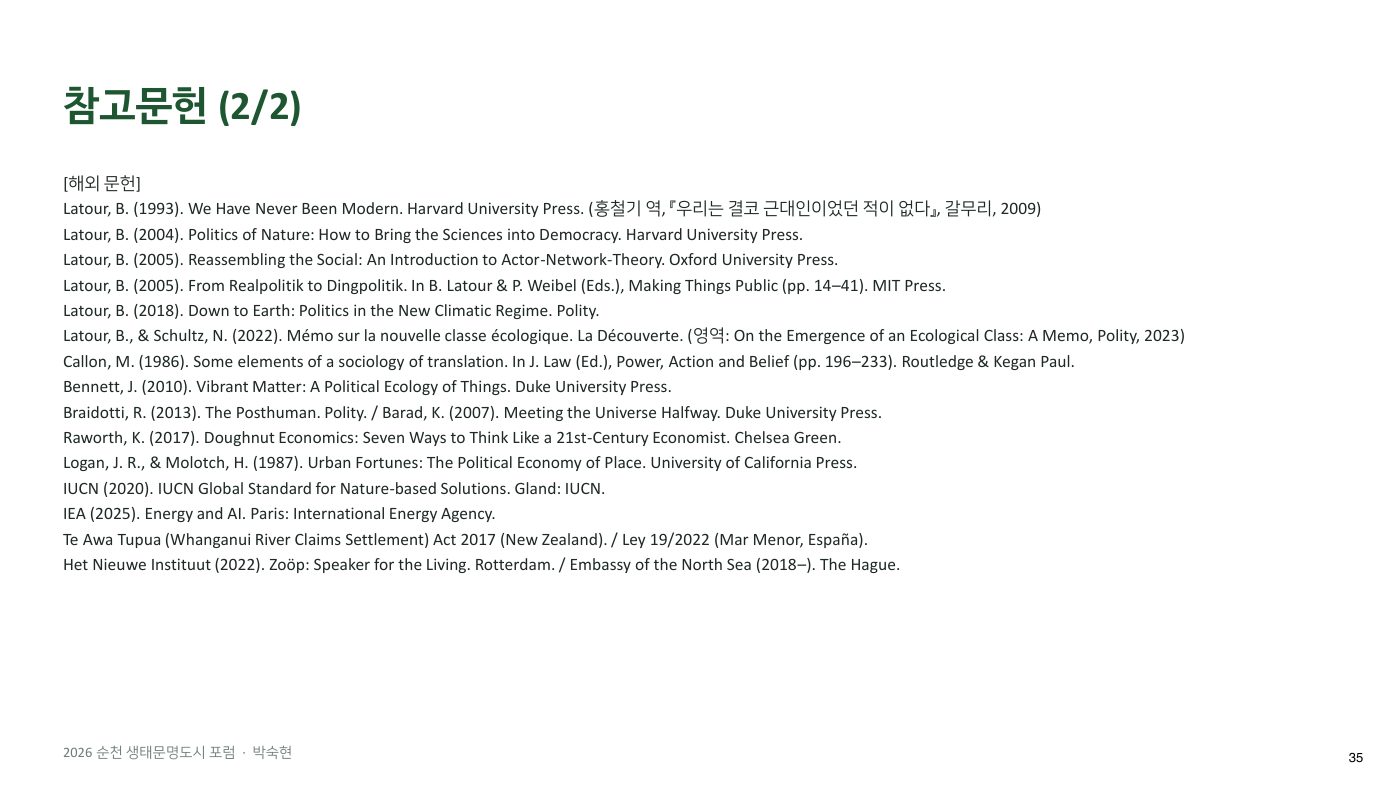 참고문헌 (2/2)
[해외 문헌]
Latour, B. (1993). We Have Never Been Modern. Harvard University Press. (홍철기 역, 『우리는 결코 근대인이었던 적이 없다』, 갈무리, 2009)
Latour, B. (2004). Politics of Nature: How to Bring the Sciences into Democracy. Harvard University Press.
Latour, B. (2005). Reassembling the Social: An Introduction to Actor-Network-Theory. Oxford University Press.
Latour, B. (2005). From Realpolitik to Dingpolitik. In B. Latour & P. Weibel (Eds.), Making Things Public (pp. 14–41). MIT Press.
Latour, B. (2018). Down to Earth: Politics in the New Climatic Regime. Polity.
Latour, B., & Schultz, N. (2022). Mémo sur la nouvelle classe écologique. La Découverte. (영역: On the Emergence of an Ecological Class: A Memo, Polity, 2023)
Callon, M. (1986). Some elements of a sociology of translation. In J. Law (Ed.), Power, Action and Belief (pp. 196–233). Routledge & Kegan Paul.
Bennett, J. (2010). Vibrant Matter: A Political Ecology of Things. Duke University Press.
Braidotti, R. (2013). The Posthuman. Polity. / Barad, K. (2007). Meeting the Universe Halfway. Duke University Press.
Raworth, K. (2017). Doughnut Economics: Seven Ways to Think Like a 21st-Century Economist. Chelsea Green.
Logan, J. R., & Molotch, H. (1987). Urban Fortunes: The Political Economy of Place. University of California Press.
IUCN (2020). IUCN Global Standard for Nature-based Solutions. Gland: IUCN.
IEA (2025). Energy and AI. Paris: International Energy Agency.
Te Awa Tupua (Whanganui River Claims Settlement) Act 2017 (New Zealand). / Ley 19/2022 (Mar Menor, España).
Het Nieuwe Instituut (2022). Zoöp: Speaker for the Living. Rotterdam. / Embassy of the North Sea (2018–). The Hague.
2026 순천 생태문명도시 포럼 · 박숙현
35